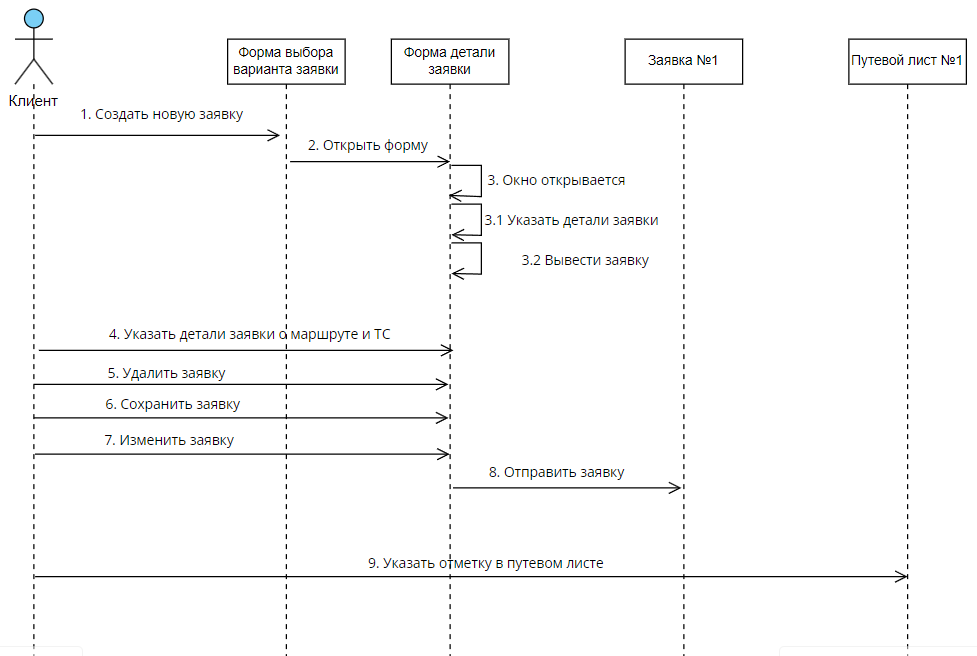 Клиент
Форма выбора
варианта заявки
Форма детали
заявки
Заявка №1
Путевой лист №1
1. Создать новую заявку
2. Открыть форму
3. Окно открывается
3.1 Указать детали заявки
3.2 Вывести заявку
4. Указать детали заявки о маршруте и ТС
5. Удалить заявку
6. Сохранить заявку
7. Изменить заявку
8. Отправить заявку
9. Указать отметку в путевом листе